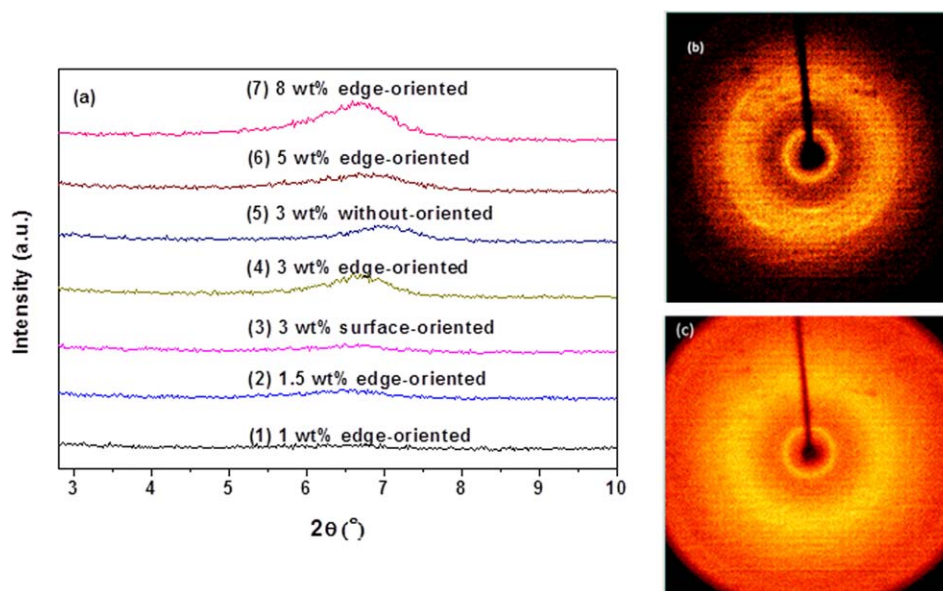 (a)
(7) 8 wt% edge-oriented
(6) 5 wt% edge-oriented
(5) 3 wt% without-oriented
(4) 3 wt% edge-oriented
(3) 3 wt% surface-oriented
(2) 1.5 wt% edge-oriented
(1) 1 wt% edge-oriented
Intensity (a.u.)
3 4 5 6 7 8 9 10
2θ (°)
(b)
(c)